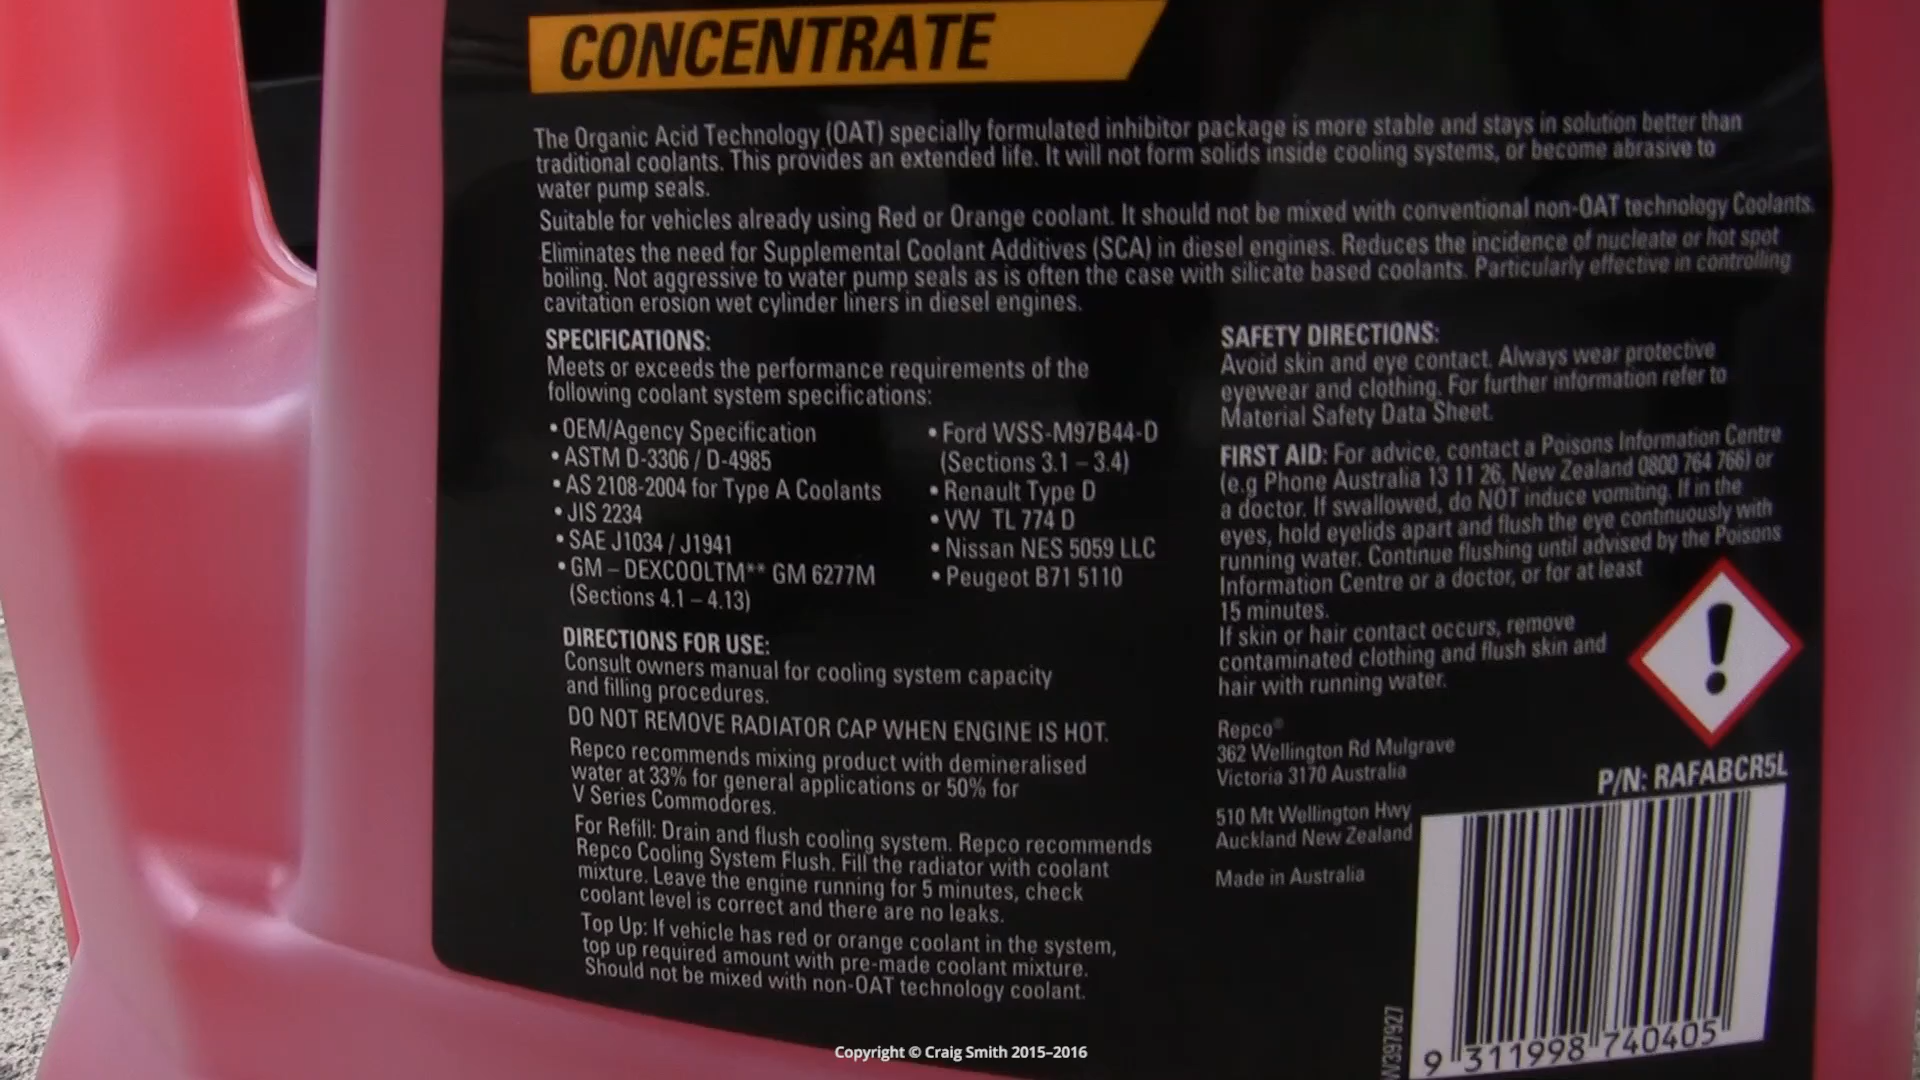 CONCENTRATE
The Organic Acid Technology (OAT) specially formulated inhibitor package is more stable and stays in solution better than
traditional coolants. This provides an extended life. It will not form solids inside cooling systems, or become abrasive to
water pump seals.
Suitable for vehicles already using Red or Orange coolant. It should not be mixed with conventional non-OAT technology Coolants.
Eliminates the need for Supplemental Coolant Additives (SCA) in diesel engines. Reduces the incidence of nucleate or hot spot
boiling. Not aggressive to water pump seals as is often the case with silicate based coolants. Particularly effective in controlling
cavitation erosion wet cylinder liners in diesel engines.
SPECIFICATIONS:
Meets or exceeds the performance requirements of the
following coolant system specifications:
• OEM/Agency Specification
• ASTM D-3306 / D-4985
• AS 2108-2004 for Type A Coolants
• JIS 2234
• SAE J1034 / J1941
• GM – DEXCOOLTM** GM 6277M
(Sections 4.1 – 4.13)
• Ford WSS-M97B44-D
(Sections 3.1 – 3.4)
• Renault Type D
• VW TL 774 D
• Nissan NES 5059 LLC
• Peugeot B71 5110
DIRECTIONS FOR USE:
Consult owners manual for cooling system capacity
and filling procedures.
DO NOT REMOVE RADIATOR CAP WHEN ENGINE IS HOT.
Repco recommends mixing product with demineralised
water at 33% for general applications or 50% for
V Series Commodores.
For Refill: Drain and flush cooling system. Repco recommends
Repco Cooling System Flush. Fill the radiator with coolant
mixture. Leave the engine running for 5 minutes, check
coolant level is correct and there are no leaks.
Top Up: If vehicle has red or orange coolant in the system,
top up required amount with pre-made coolant mixture.
Should not be mixed with non-OAT technology coolant.
SAFETY DIRECTIONS:
Avoid skin and eye contact. Always wear protective
eyewear and clothing. For further information refer to
Material Safety Data Sheet.
FIRST AID: For advice, contact a Poisons Information Centre
(e.g Phone Australia 13 11 26, New Zealand 0800 764 766) or
a doctor. If swallowed, do NOT induce vomiting. If in the
eyes, hold eyelids apart and flush the eye continuously with
running water. Continue flushing until advised by the Poisons
Information Centre or a doctor, or for at least
15 minutes.
If skin or hair contact occurs, remove
contaminated clothing and flush skin and
hair with running water.
Repco®
362 Wellington Rd Mulgrave
Victoria 3170 Australia
510 Mt Wellington Hwy
Auckland New Zealand
Made in Australia
P/N: RAFABCR5L
W397927
9 311998 740405
Copyright © Craig Smith 2015–2016